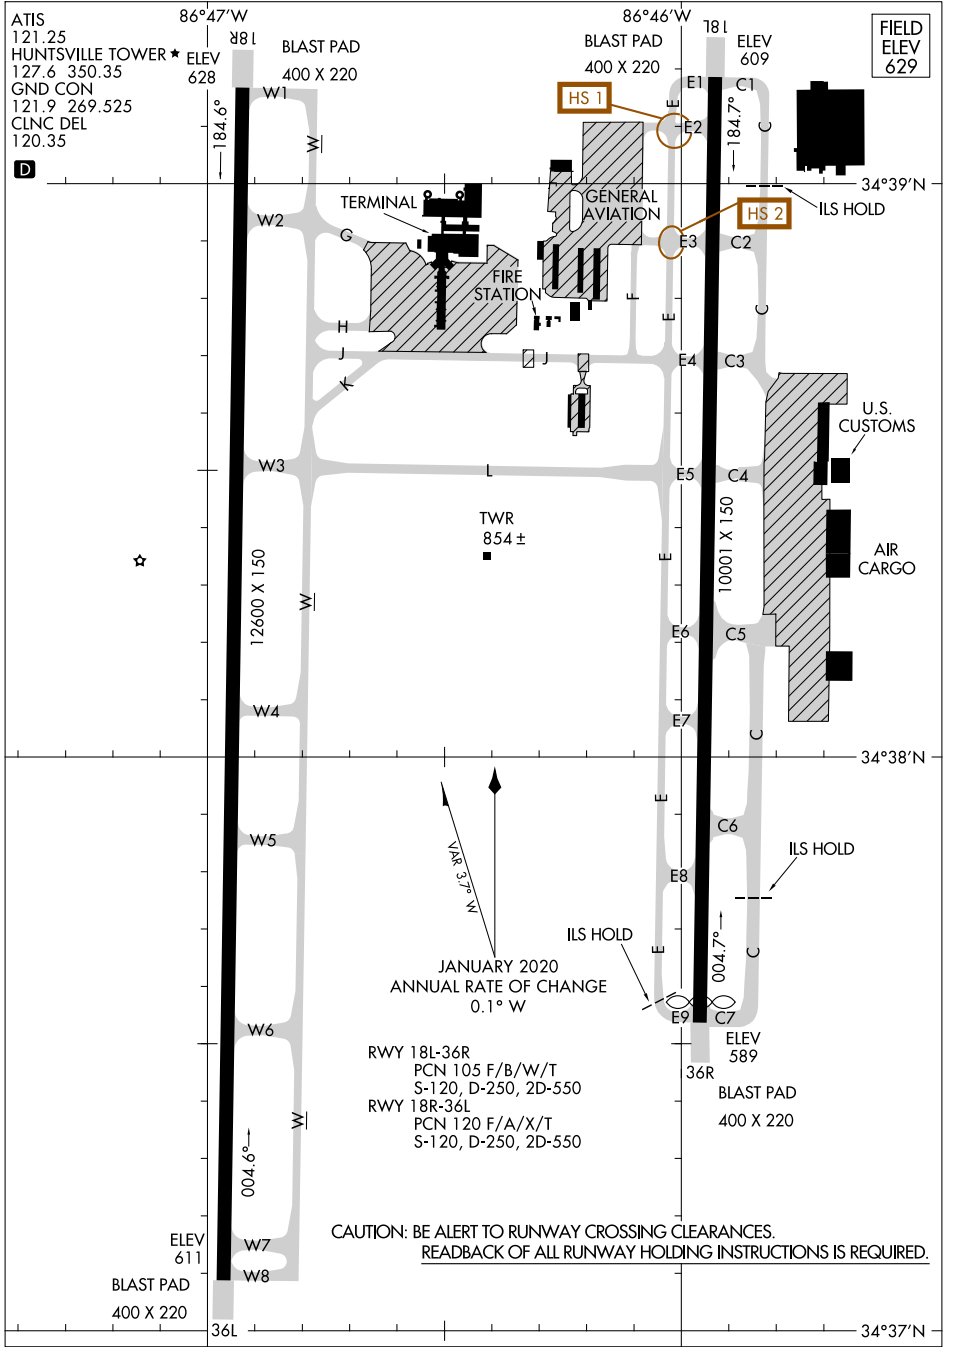 ATIS
121.25
HUNTSVILLE TOWER ★
127.6 350.35
GND CON
121.9 269.525
CLNC DEL
120.35
D
86°47'W
86°46'W
18R
ELEV
628
BLAST PAD
400 X 220
BLAST PAD
400 X 220
18L
ELEV
609
FIELD
ELEV
629
W1
W
184.6°
HS 1
E1
C1
E
E2
184.7°
C
34°39'N
TERMINAL
GENERAL
AVIATION
HS 2
ILS HOLD
W2
G
E3
C2
FIRE
STATION
F
E
C
H
J
J
K
E4
C3
U.S.
CUSTOMS
W3
L
E5
C4
TWR
854 ±
12600 X 150
10001 X 150
E
AIR
CARGO
W
E6
C5
W4
E7
C
34°38'N
VAR 3.7° W
E
W5
C6
ILS HOLD
E8
ILS HOLD
E
004.7°
C
JANUARY 2020
ANNUAL RATE OF CHANGE
0.1° W
E9
C7
W6
ELEV
589
36R
BLAST PAD
400 X 220
RWY 18L-36R
PCN 105 F/B/W/T
S-120, D-250, 2D-550
RWY 18R-36L
PCN 120 F/A/X/T
S-120, D-250, 2D-550
W
004.6°
CAUTION: BE ALERT TO RUNWAY CROSSING CLEARANCES.
READBACK OF ALL RUNWAY HOLDING INSTRUCTIONS IS REQUIRED.
ELEV
611
W7
W8
BLAST PAD
400 X 220
36L
34°37'N